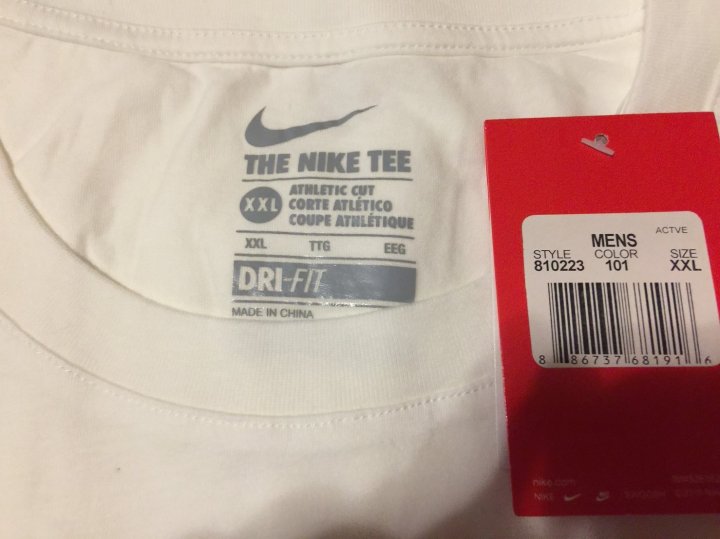 THE NIKE TEE
XXL
ATHLETIC CUT
CORTE ATLÉTICO
COUPE ATHLÉTIQUE
XXL TTG EEG
DRI-FIT
MADE IN CHINA
ACTVE
MENS
STYLE COLOR SIZE
810223 101 XXL
8 86737 68191 6
nike.com
NIKE